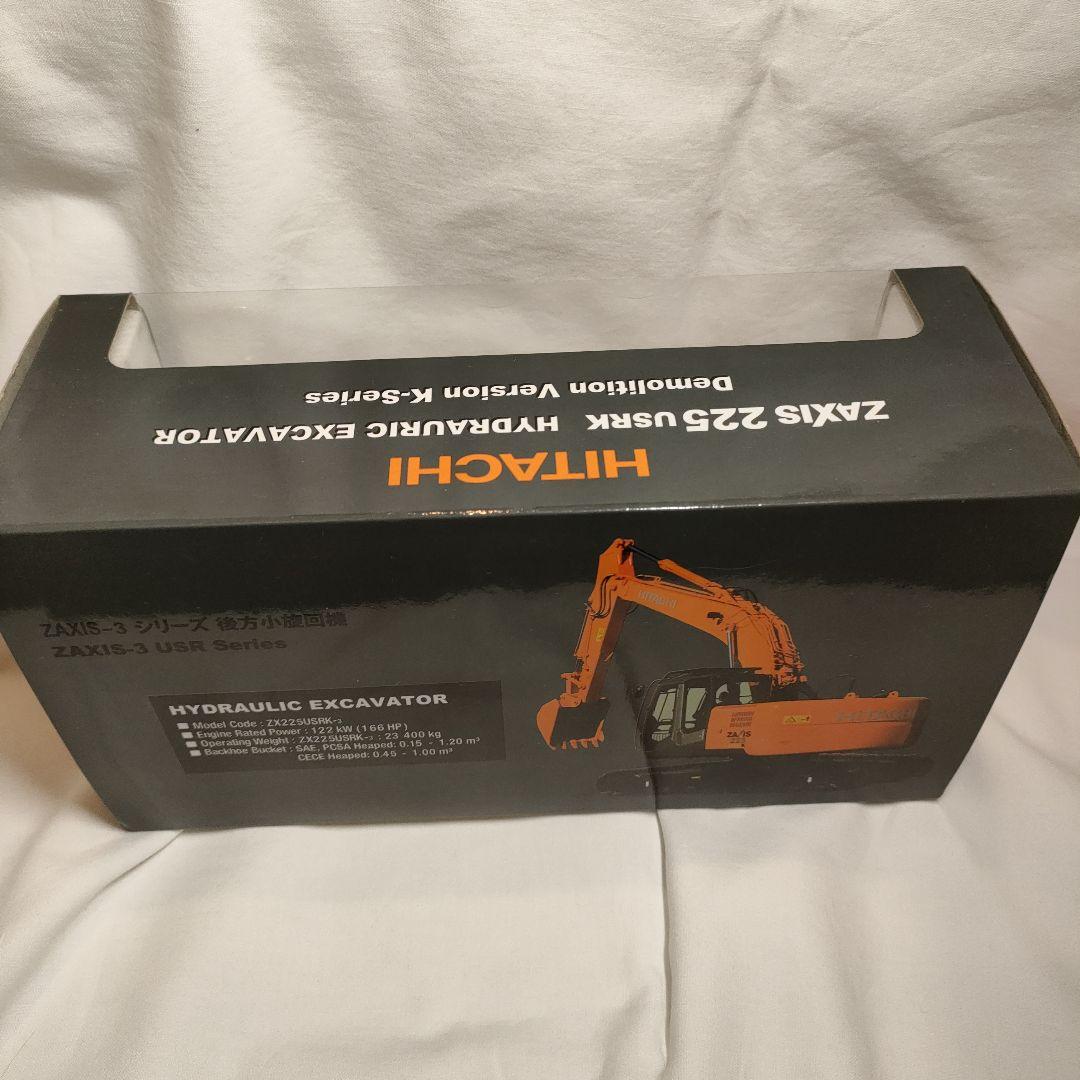 HITACHI
ZAXIS 225 USRK HYDRAURIC EXCAVATOR
Demolition Version K-Series
ZAXIS-3 シリーズ 後方小旋回機
ZAXIS-3 USR Series
HYDRAULIC EXCAVATOR
■ Model Code : ZX225USRK-3
■ Engine Rated Power : 122 kW (166 HP)
■ Operating Weight : ZX225USRK-3 : 23 400 kg
■ Backhoe Bucket : SAE, PCSA Heaped: 0.15 - 1.20 m³
CECE Heaped: 0.45 - 1.00 m³
HITACHI
HITACHI
ZAXIS